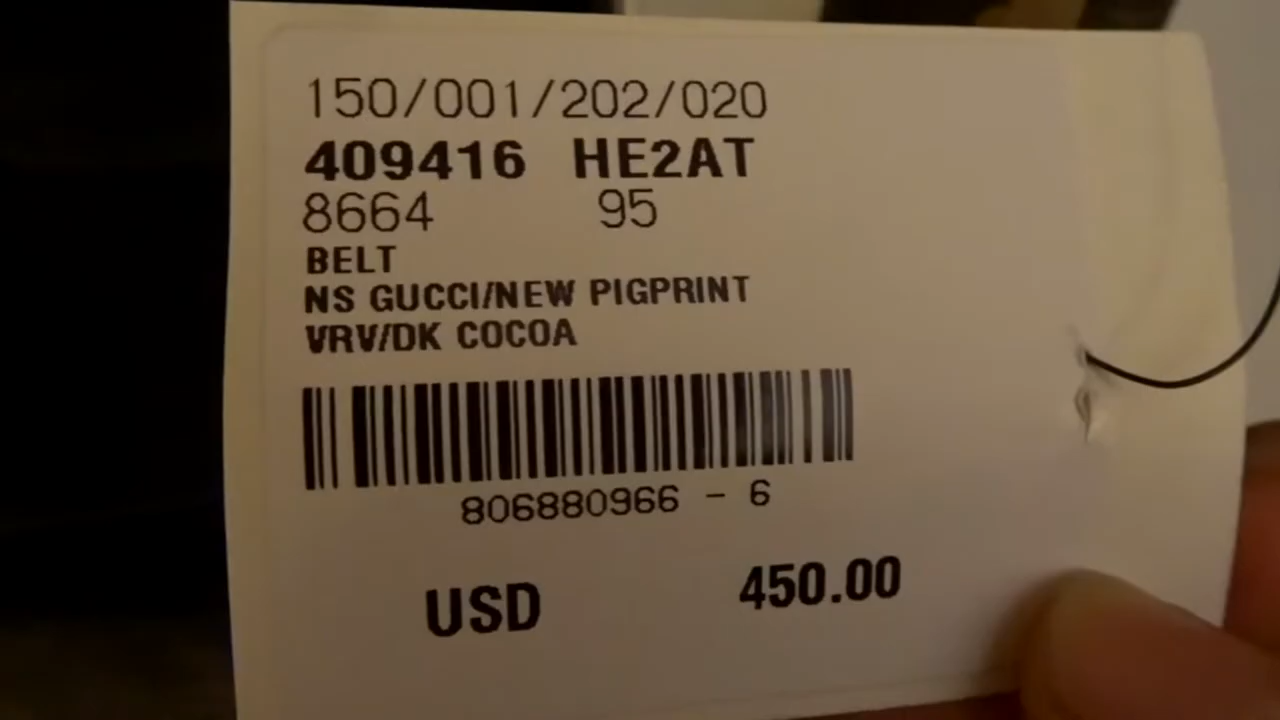 150/001/202/020
409416 HE2AT
8664 95
BELT
NS GUCCI/NEW PIGPRINT
VRV/DK COCOA
806880966 - 6
USD 450.00